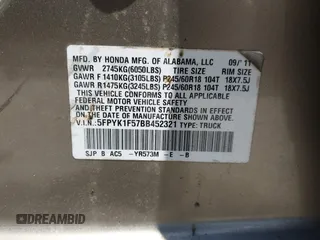 MFD. BY HONDA MFG. OF ALABAMA, LLC 09/'11
GVWR 2745KG(6050LBS) TIRE SIZE RIM SIZE
GAWR F 1410KG(3105LBS) P245/60R18 104T 18X7.5J
GAWR R1475KG(3245LBS) P245/60R18 104T 18X7.5J
THIS VEHICLE CONFORMS TO ALL APPLICABLE
FEDERAL MOTOR VEHICLE SAFETY
AND THEFT PREVENTION STANDARDS IN EFFECT
ON THE DATE OF MANUFACTURE SHOWN ABOVE.
V.I.N.:5FPYK1F57BB452321 TYPE:TRUCK
SJP B AC5 -YR573M -E -B
AUTOBIDMASTER